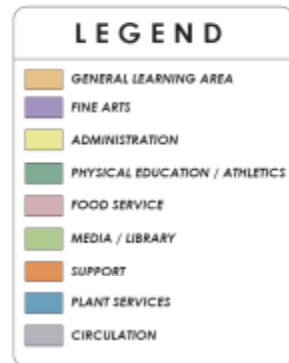 LEGEND
GENERAL LEARNING AREA
FINE ARTS
ADMINISTRATION
PHYSICAL EDUCATION / ATHLETICS
FOOD SERVICE
MEDIA / LIBRARY
SUPPORT
PLANT SERVICES
CIRCULATION